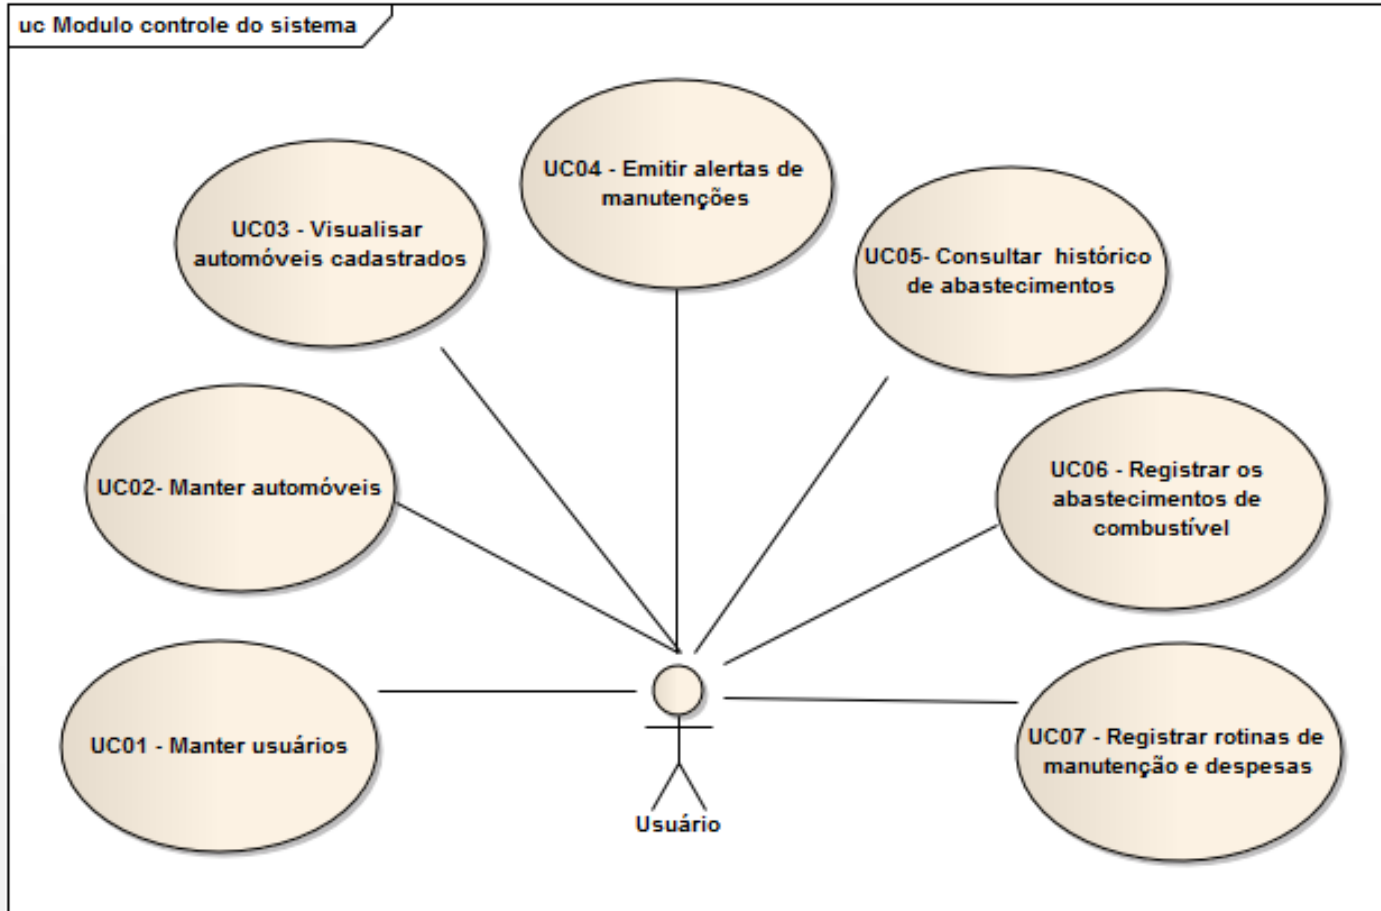 uc Modulo controle do sistema
UC04 - Emitir alertas de
manutenções
UC03 - Visualisar
automóveis cadastrados
UC05- Consultar  histórico
de abastecimentos
UC02- Manter automóveis
UC06 - Registrar os
abastecimentos de
combustível
UC01 - Manter usuários
UC07 - Registrar rotinas de
manutenção e despesas
Usuário